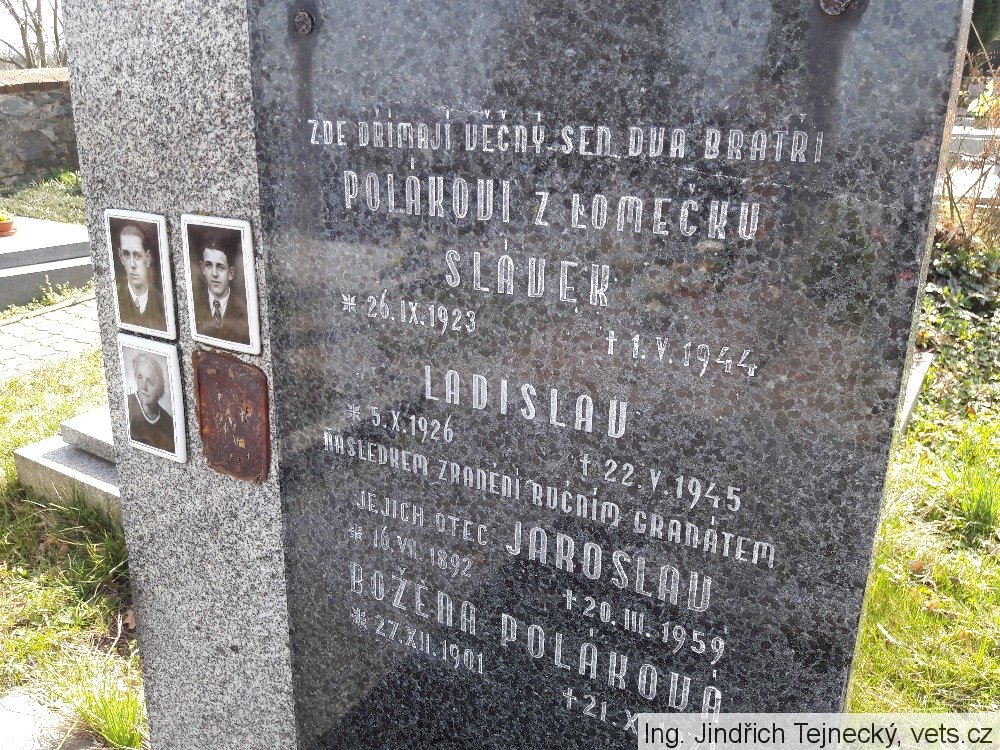 ZDE DŘÍMAJÍ VĚČNÝ SEN DVA BRATŘI
POLÁKOVI Z ŁOMEČKU
SLÁVEK
* 26.IX.1923
† 1.V.1944
LADISLAV
* 5.X.1926
† 22.V.1945
NÁSLEDKEM ZRANĚNÍ RUČNÍM GRANÁTEM
JEJICH OTEC JAROSLAV
* 16.VII.1892
† 20.III.1959
BOŽENA POLÁKOVÁ
* 27.XII.1901
† 21.
Ing. Jindřich Tejnecký, vets.cz